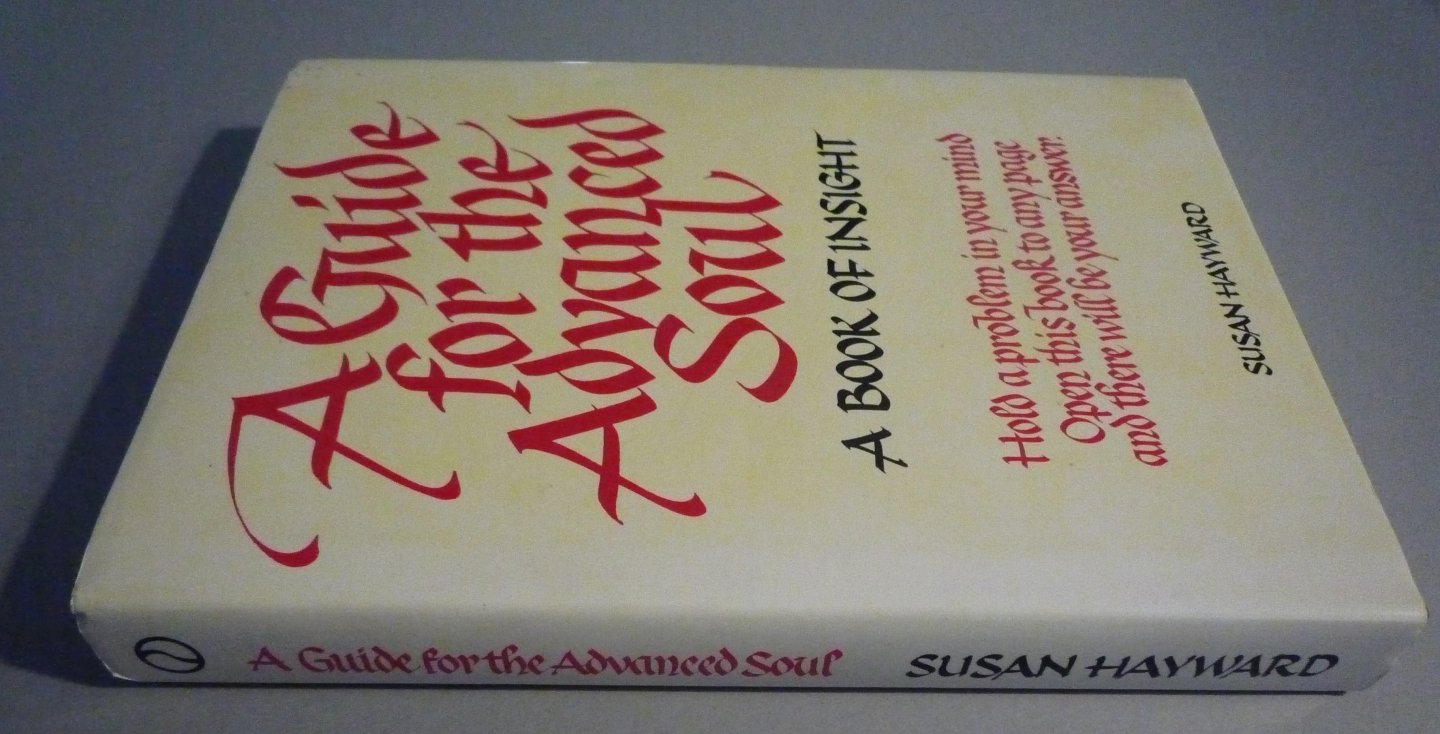 A Guide
for the
Advanced
Soul
A BOOK OF INSIGHT
Hold a problem in your mind
Open this book to any page
and there will be your answer.
SUSAN HAYWARD
A Guide for the Advanced Soul SUSAN HAYWARD